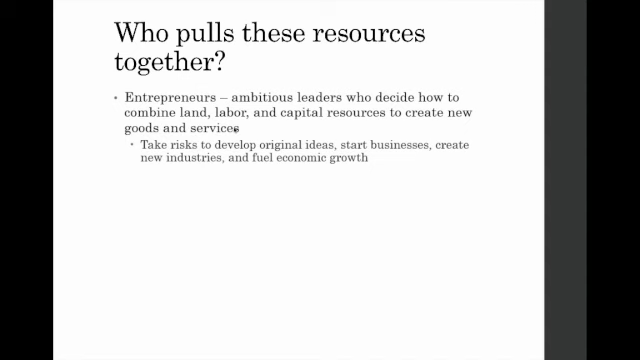 Who pulls these resources
together?
• Entrepreneurs – ambitious leaders who decide how to
combine land, labor, and capital resources to create new
goods and services
• Take risks to develop original ideas, start businesses, create
new industries, and fuel economic growth